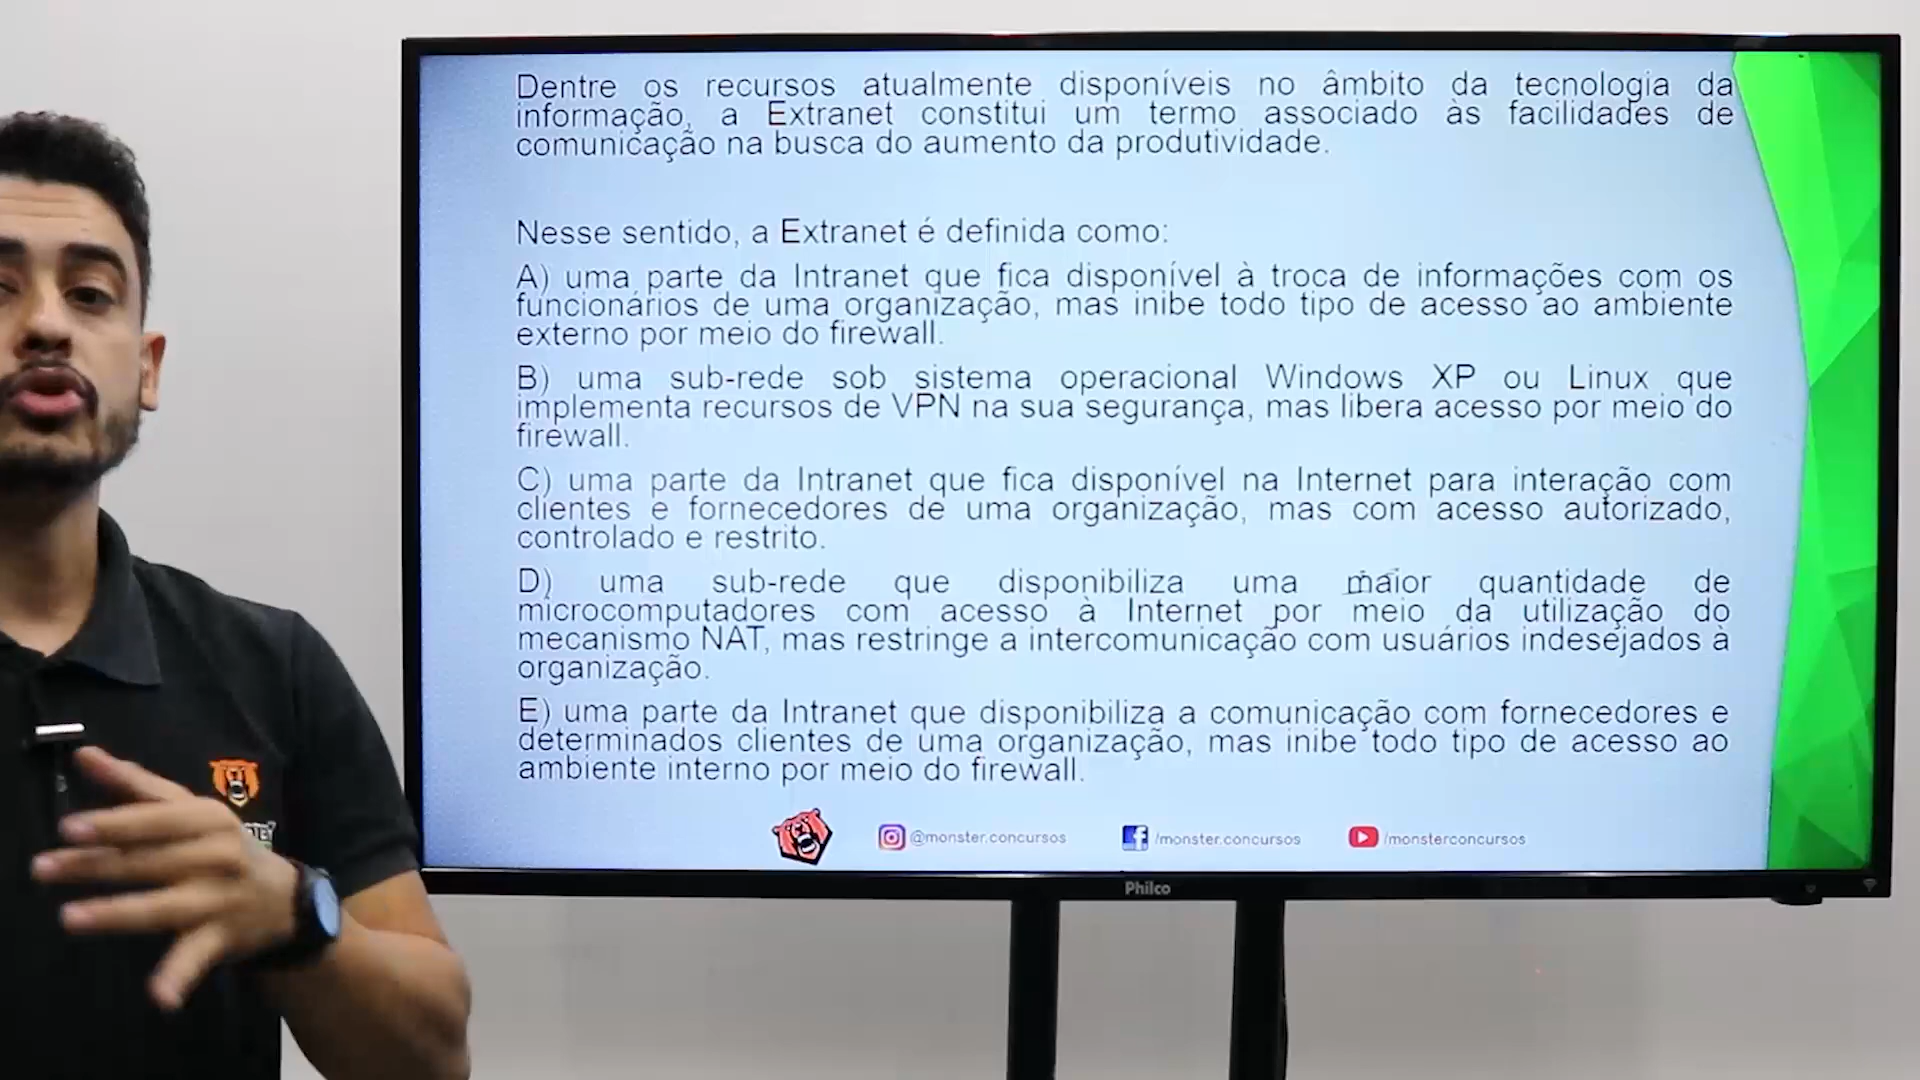 Dentre os recursos atualmente disponíveis no âmbito da tecnologia da
informação, a Extranet constitui um termo associado às facilidades de
comunicação na busca do aumento da produtividade.
Nesse sentido, a Extranet é definida como:
A) uma parte da Intranet que fica disponível à troca de informações com os
funcionários de uma organização, mas inibe todo tipo de acesso ao ambiente
externo por meio do firewall.
B) uma sub-rede sob sistema operacional Windows XP ou Linux que
implementa recursos de VPN na sua segurança, mas libera acesso por meio do
firewall.
C) uma parte da Intranet que fica disponível na Internet para interação com
clientes e fornecedores de uma organização, mas com acesso autorizado,
controlado e restrito.
D) uma sub-rede que disponibiliza uma maior quantidade de
microcomputadores com acesso à Internet por meio da utilização do
mecanismo NAT, mas restringe a intercomunicação com usuários indesejados à
organização.
E) uma parte da Intranet que disponibiliza a comunicação com fornecedores e
determinados clientes de uma organização, mas inibe todo tipo de acesso ao
ambiente interno por meio do firewall.
@monster.concursos /monster.concursos /monsterconcursos
Philco